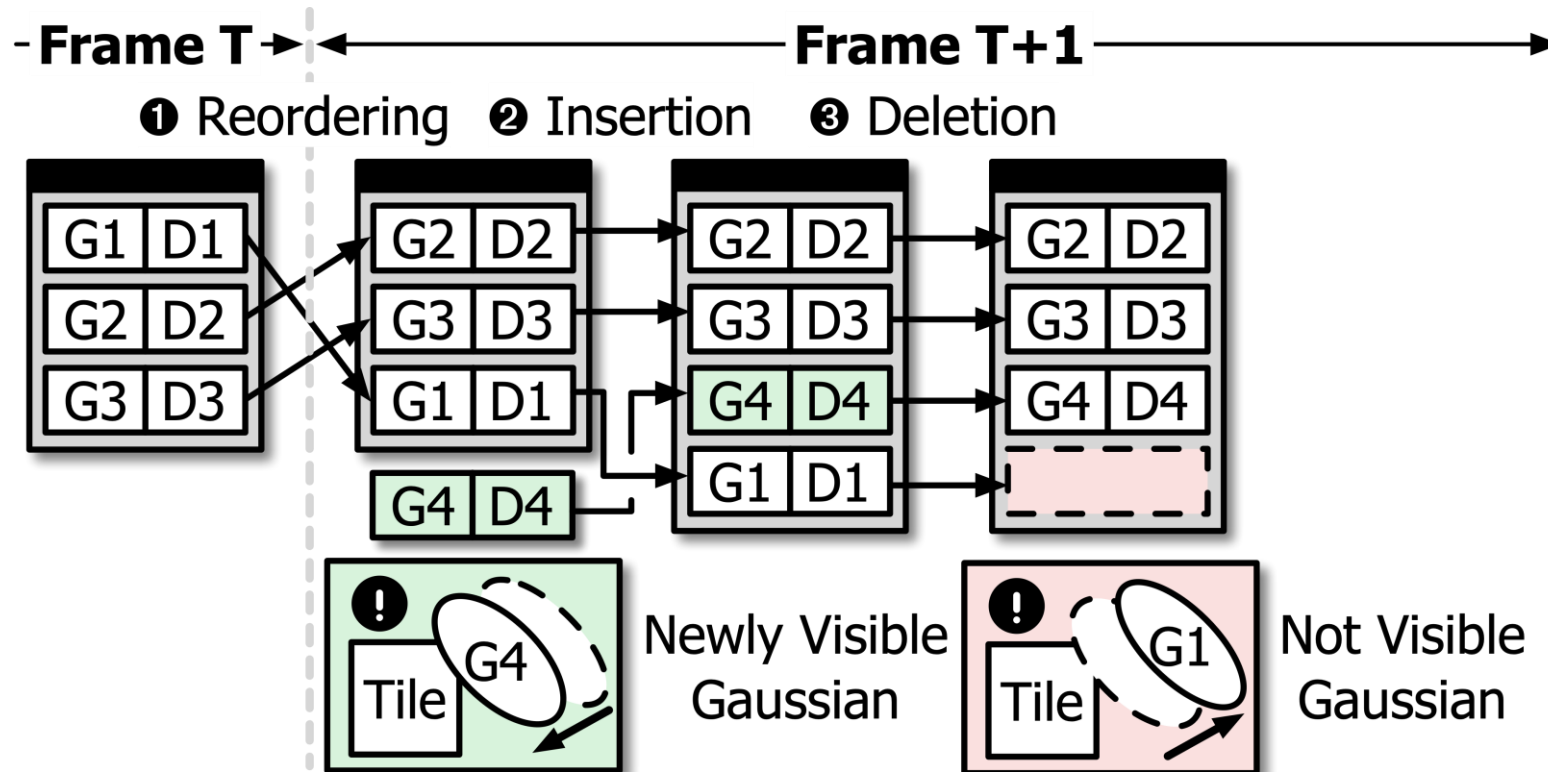 Frame T Frame T+1
❶ Reordering ❷ Insertion ❸ Deletion
G1 D1 G2 D2 G2 D2 G2 D2
G2 D2 G3 D3 G3 D3 G3 D3
G3 D3 G1 D1 G4 D4 G4 D4
G4 D4 G1 D1
! G4 Tile
Newly Visible
Gaussian
! G1 Tile
Not Visible
Gaussian